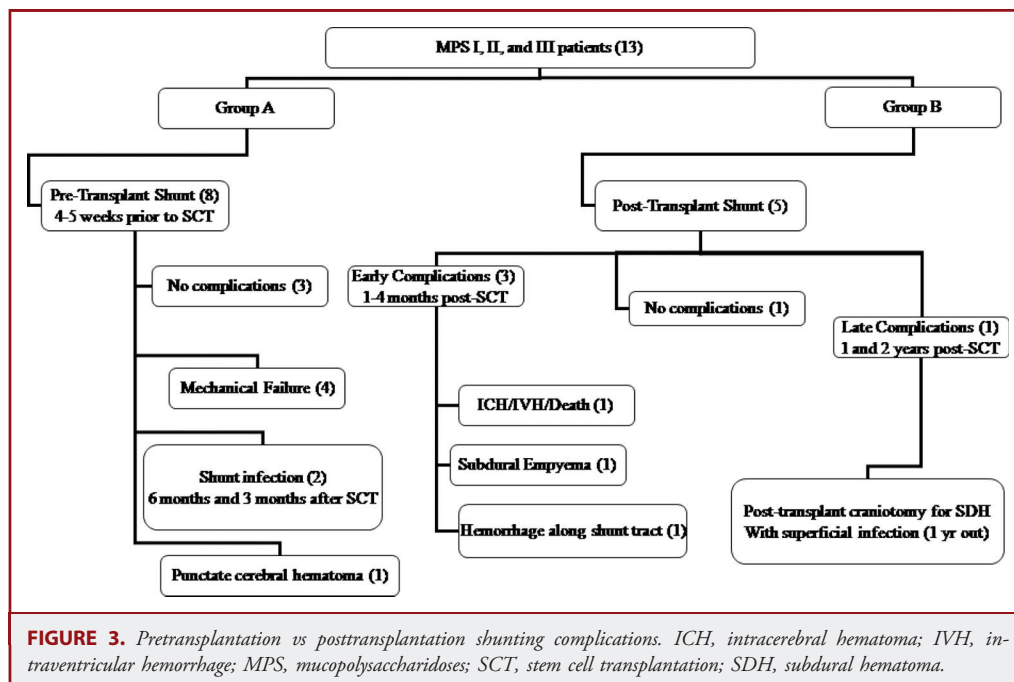 MPS I, II, and III patients (13)
Group A
Group B
Pre-Transplant Shunt (8)
4-5 weeks prior to SCT
Post-Transplant Shunt (5)
No complications (3)
Early Complications (3)
1-4 months post-SCT
No complications (1)
Late Complications (1)
1 and 2 years post-SCT
Mechanical Failure (4)
ICH/IVH/Death (1)
Shunt infection (2)
6 months and 3 months after SCT
Subdural Empyema (1)
Hemorrhage along shunt tract (1)
Post-transplant craniotomy for SDH
With superficial infection (1 yr out)
Punctate cerebral hematoma (1)
FIGURE 3. Pretransplantation vs posttransplantation shunting complications. ICH, intracerebral hematoma; IVH, in-
traventricular hemorrhage; MPS, mucopolysaccharidoses; SCT, stem cell transplantation; SDH, subdural hematoma.